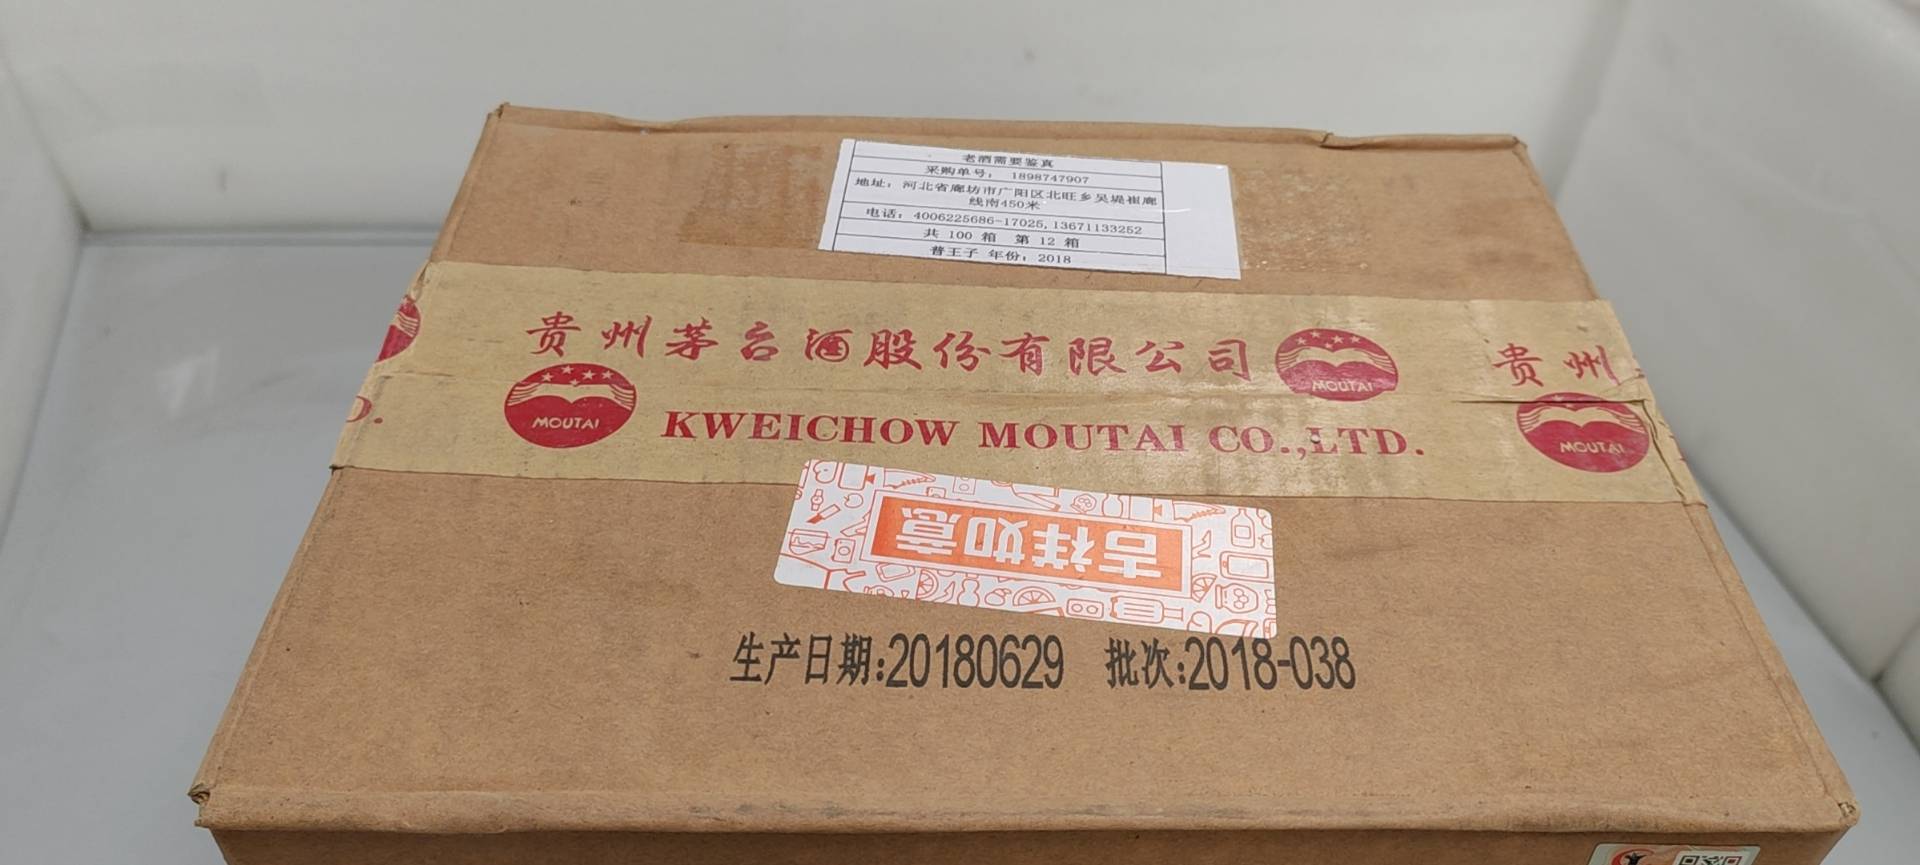 老酒需要鉴真
采购单号： 1898747907
地址：河北省廊坊市广阳区北旺乡吴堤崔廊
线南450米
电话：4006225686-17025,13671133252
共 100 箱 第 12 箱
普王子 年份：2018
贵州茅台酒股份有限公司
MOUTAI
贵州
D.
MOUTAI
KWEICHOW MOUTAI CO.,LTD.
MOUTAI
吉祥如意
生产日期:20180629 批次:2018-038